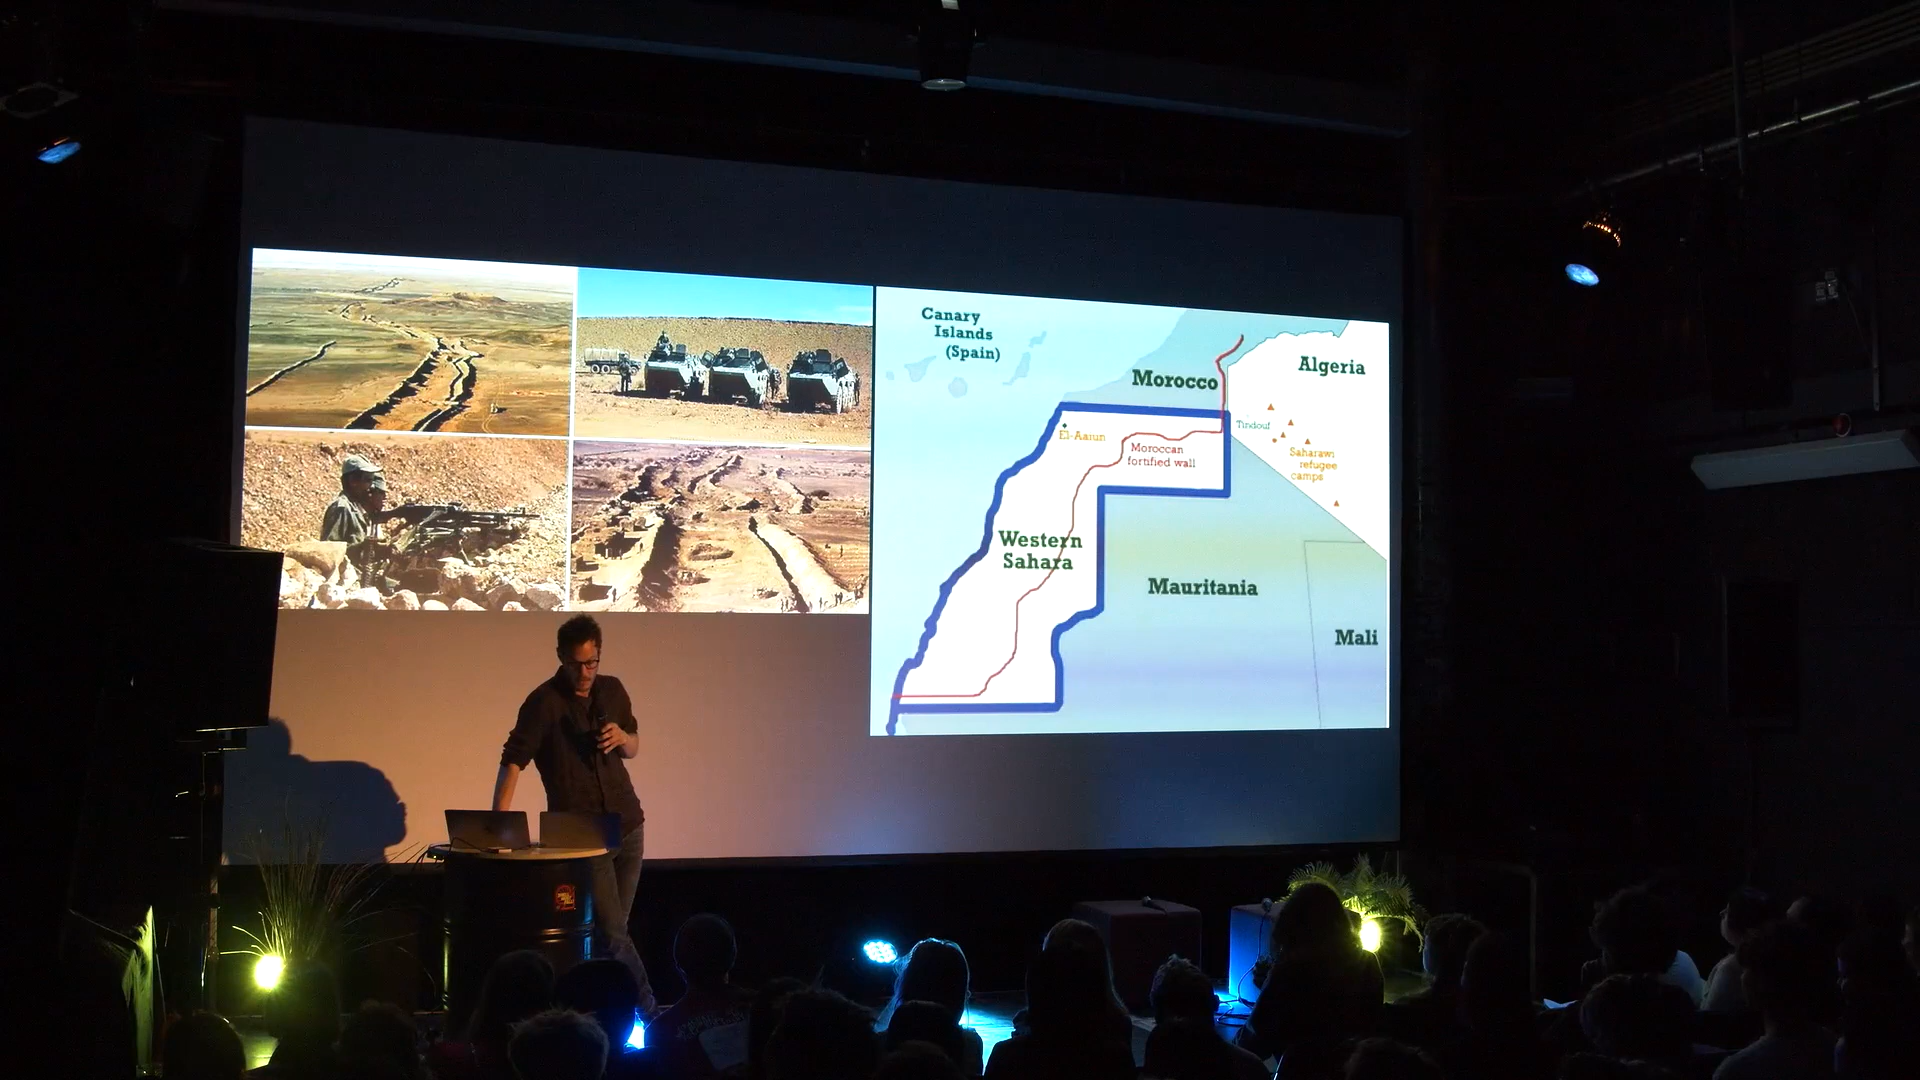 Canary
Islands
(Spain)
Morocco
Algeria
El-Aaiun
Tindouf
Moroccan
fortified wall
Saharawi
refugee
camps
Western
Sahara
Mauritania
Mali